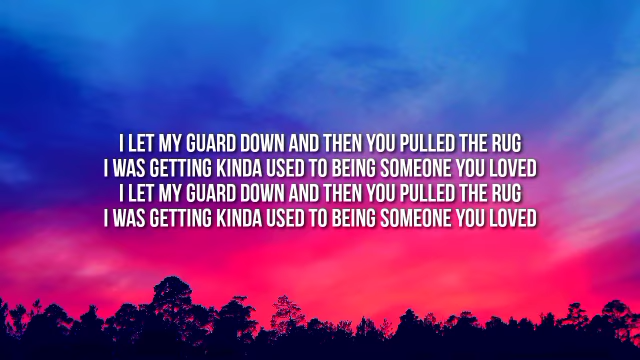 I LET MY GUARD DOWN AND THEN YOU PULLED THE RUG
I WAS GETTING KINDA USED TO BEING SOMEONE YOU LOVED
I LET MY GUARD DOWN AND THEN YOU PULLED THE RUG
I WAS GETTING KINDA USED TO BEING SOMEONE YOU LOVED